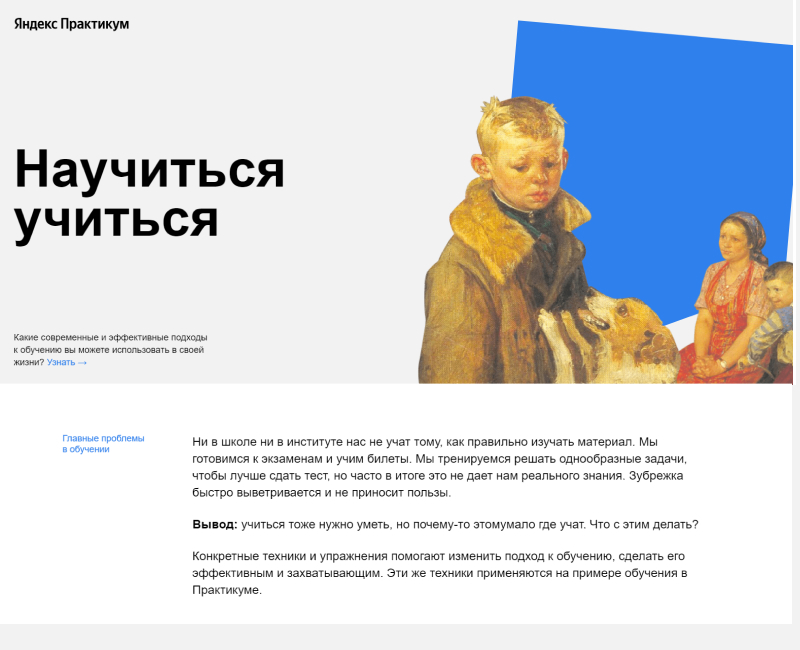 Яндекс Практикум
Научиться
учиться
Какие современные и эффективные подходы
к обучению вы можете использовать в своей
жизни? Узнать →
Главные проблемы
в обучении
Ни в школе ни в институте нас не учат тому, как правильно изучать материал. Мы
готовимся к экзаменам и учим билеты. Мы тренируемся решать однообразные задачи,
чтобы лучше сдать тест, но часто в итоге это не дает нам реального знания. Зубрежка
быстро выветривается и не приносит пользы.
Вывод: учиться тоже нужно уметь, но почему-то этомумало где учат. Что с этим делать?
Конкретные техники и упражнения помогают изменить подход к обучению, сделать его
эффективным и захватывающим. Эти же техники применяются на примере обучения в
Практикуме.